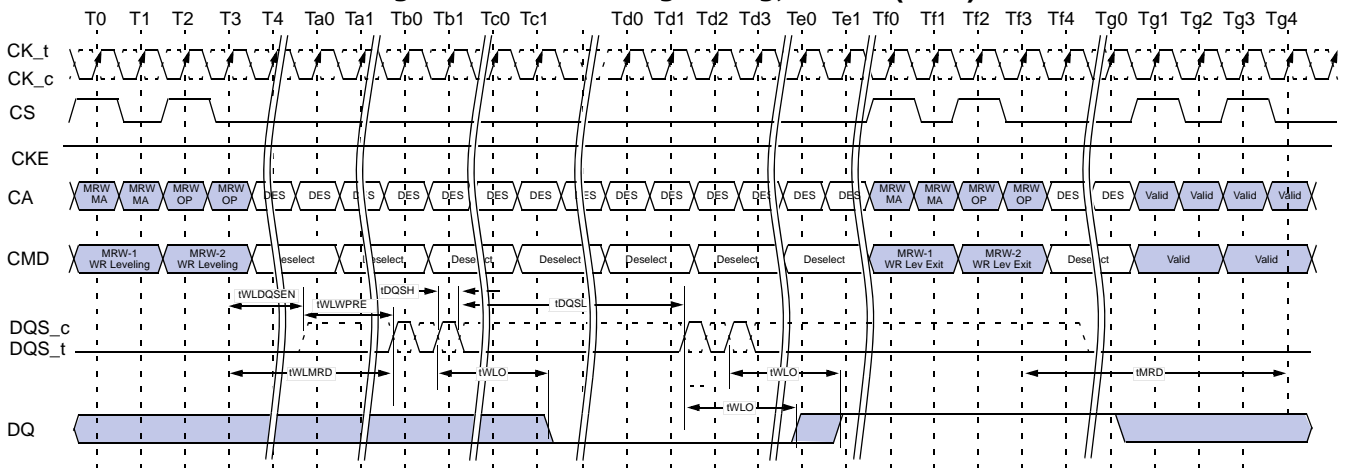 T0 T1 T2 T3 T4 Ta0 Ta1 Tb0 Tb1 Tc0 Tc1 Td0 Td1 Td2 Td3 Te0 Te1 Tf0 Tf1 Tf2 Tf3 Tf4 Tg0 Tg1 Tg2 Tg3 Tg4
CK_t
CK_c
CS
CKE
CA
MRW MA
MRW MA
MRW OP
MRW OP
DES DES DES DES DES DES DES DES DES DES DES DES DES DES
MRW MA
MRW MA
MRW OP
MRW OP
DES DES
Valid Valid Valid Valid
CMD
MRW-1 WR Leveling
MRW-2 WR Leveling
Deselect Deselect Deselect Deselect Deselect Deselect Deselect
MRW-1 WR Lev Exit
MRW-2 WR Lev Exit
Deselect
Valid Valid
tWLDQSEN
tDQSH
tWLWPRE
tDQSL
DQS_c
DQS_t
tWLMRD
tWLO
tWLO
tMRD
tWLO
DQ